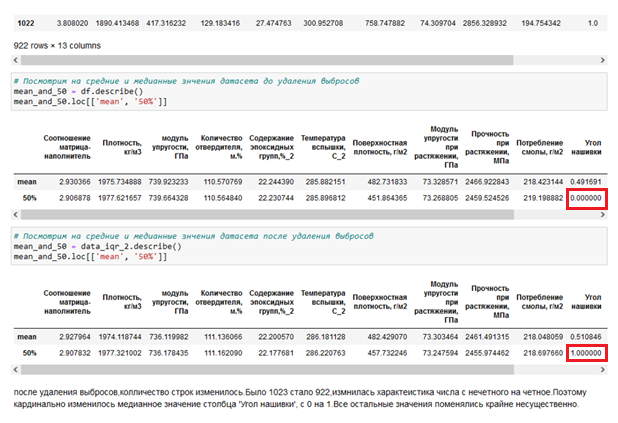 1022 3.808020 1890.413468 417.316232 129.183416 27.474763 300.952708 758.747882 74.309704 2856.328932 194.754342 1.0
922 rows × 13 columns
# Посмотрим на средние и медианные знчения датасета до удаления выбросов
mean_and_50 = df.describe()
mean_and_50.loc[['mean', '50%']]
Соотношение матрица-наполнитель Плотность, кг/м3 модуль упругости, ГПа Количество отвердителя, м.% Содержание эпоксидных групп,%_2 Температура вспышки, С_2 Поверхностная плотность, г/м2 Модуль упругости при растяжении, ГПа Прочность при растяжении, МПа Потребление смолы, г/м2 Угол нашивки
mean 2.930366 1975.734888 739.923233 110.570769 22.244390 285.882151 482.731833 73.328571 2466.922843 218.423144 0.491691
50% 2.906878 1977.621657 739.664328 110.564840 22.230744 285.896812 451.864365 73.268805 2459.524526 219.198882 0.000000
# Посмотрим на средние и медианные знчения датасета после удаления выбросов
mean_and_50 = data_iqr_2.describe()
mean_and_50.loc[['mean', '50%']]
Соотношение матрица-наполнитель Плотность, кг/м3 модуль упругости, ГПа Количество отвердителя, м.% Содержание эпоксидных групп,%_2 Температура вспышки, С_2 Поверхностная плотность, г/м2 Модуль упругости при растяжении, ГПа Прочность при растяжении, МПа Потребление смолы, г/м2 Угол нашивки
mean 2.927964 1974.118744 736.119982 111.136066 22.200570 286.181128 482.429070 73.303464 2461.491315 218.048059 0.510846
50% 2.907832 1977.321002 736.178435 111.162090 22.177681 286.220763 457.732246 73.247594 2455.974462 218.697660 1.000000
после удаления выбросов,колличество строк изменилось.Было 1023 стало 922,измнилась характеистика числа с нечетного на четное.Поэтому
кардинально изменилось медианное значение столбца "Угол нашивки', с 0 на 1.Все остальные значения поменялись крайне несущественно.